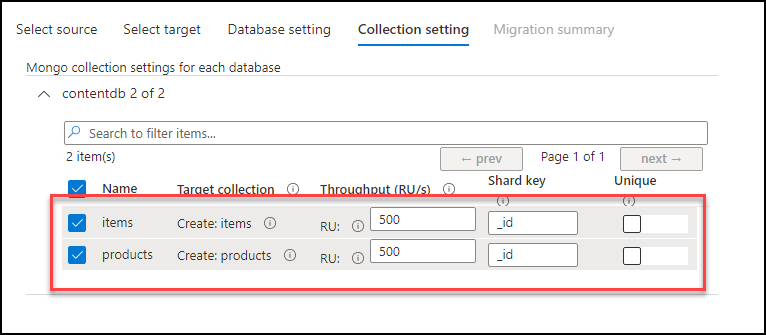 Select source Select target Database setting Collection setting Migration summary
Mongo collection settings for each database
contentdb 2 of 2
Search to filter items...
2 item(s) ← prev Page 1 of 1 next →
Name Target collection Throughput (RU/s) Shard key Unique
items Create: items RU: 500 _id
products Create: products RU: 500 _id